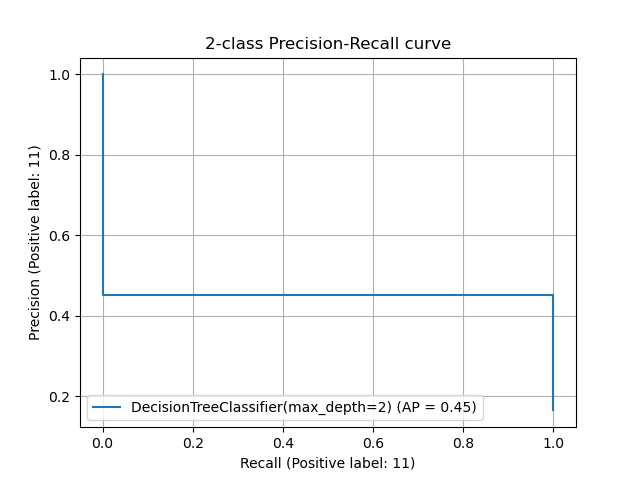 2-class Precision-Recall curve
Precision (Positive label: 11)
1.0
0.8
0.6
0.4
0.2
DecisionTreeClassifier(max_depth=2) (AP = 0.45)
0.0 0.2 0.4 0.6 0.8 1.0
Recall (Positive label: 11)